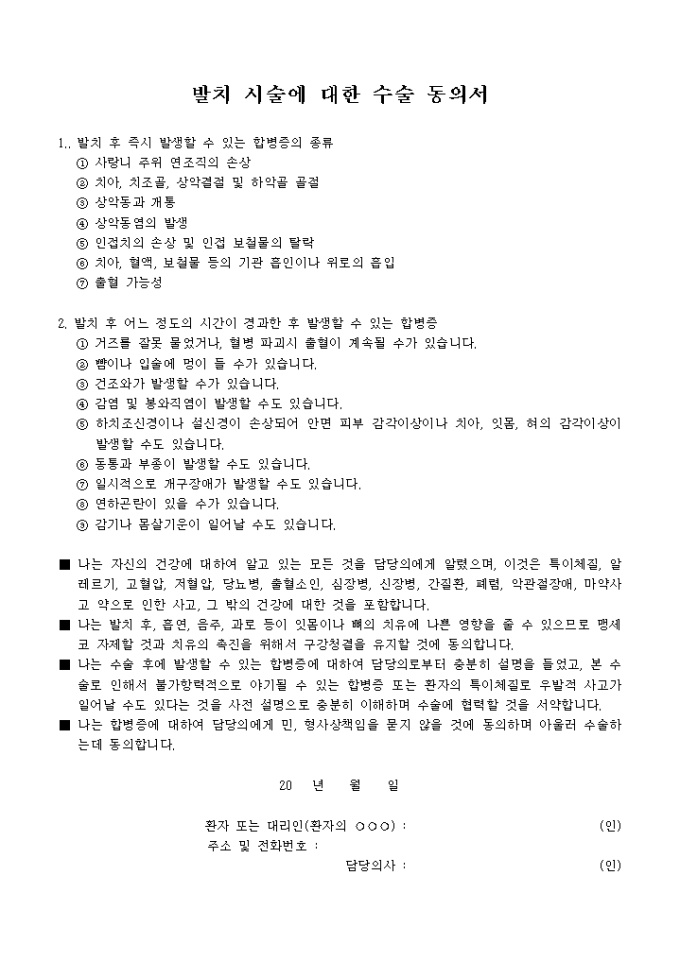 발치 시술에 대한 수술 동의서
1.. 발치 후 즉시 발생할 수 있는 합병증의 종류
① 사랑니 주위 연조직의 손상
② 치아, 치조골, 상악결절 및 하악골 골절
③ 상악동과 개통
④ 상악동염의 발생
⑤ 인접치의 손상 및 인접 보철물의 탈락
⑥ 치아, 혈액, 보철물 등의 기관 흡인이나 위로의 흡입
⑦ 출혈 가능성
2. 발치 후 어느 정도의 시간이 경과한 후 발생할 수 있는 합병증
① 거즈를 잘못 물었거나, 혈병 파괴시 출혈이 계속될 수가 있습니다.
② 뺨이나 입술에 멍이 들 수가 있습니다.
③ 건조와가 발생할 수가 있습니다.
④ 감염 및 봉와직염이 발생할 수도 있습니다.
⑤ 하치조신경이나 설신경이 손상되어 안면 피부 감각이상이나 치아, 잇몸, 혀의 감각이상이
발생할 수도 있습니다.
⑥ 동통과 부종이 발생할 수도 있습니다.
⑦ 일시적으로 개구장애가 발생할 수도 있습니다.
⑧ 연하곤란이 있을 수가 있습니다.
⑨ 감기나 몸살기운이 일어날 수도 있습니다.
■ 나는 자신의 건강에 대하여 알고 있는 모든 것을 담당의에게 알렸으며, 이것은 특이체질, 알
레르기, 고혈압, 저혈압, 당뇨병, 출혈소인, 심장병, 신장병, 간질환, 폐렴, 악관절장애, 마약사
고 약으로 인한 사고, 그 밖의 건강에 대한 것을 포함합니다.
■ 나는 발치 후, 흡연, 음주, 과로 등이 잇몸이나 뼈의 치유에 나쁜 영향을 줄 수 있으므로 맹세
코 자제할 것과 치유의 촉진을 위해서 구강청결을 유지할 것에 동의합니다.
■ 나는 수술 후에 발생할 수 있는 합병증에 대하여 담당의로부터 충분히 설명을 들었고, 본 수
술로 인해서 불가항력적으로 야기될 수 있는 합병증 또는 환자의 특이체질로 우발적 사고가
일어날 수도 있다는 것을 사전 설명으로 충분히 이해하며 수술에 협력할 것을 서약합니다.
■ 나는 합병증에 대하여 담당의에게 민, 형사상책임을 묻지 않을 것에 동의하며 아울러 수술하
는데 동의합니다.
20 년 월 일
환자 또는 대리인(환자의 ○○○) : (인)
주소 및 전화번호 :
담당의사 : (인)